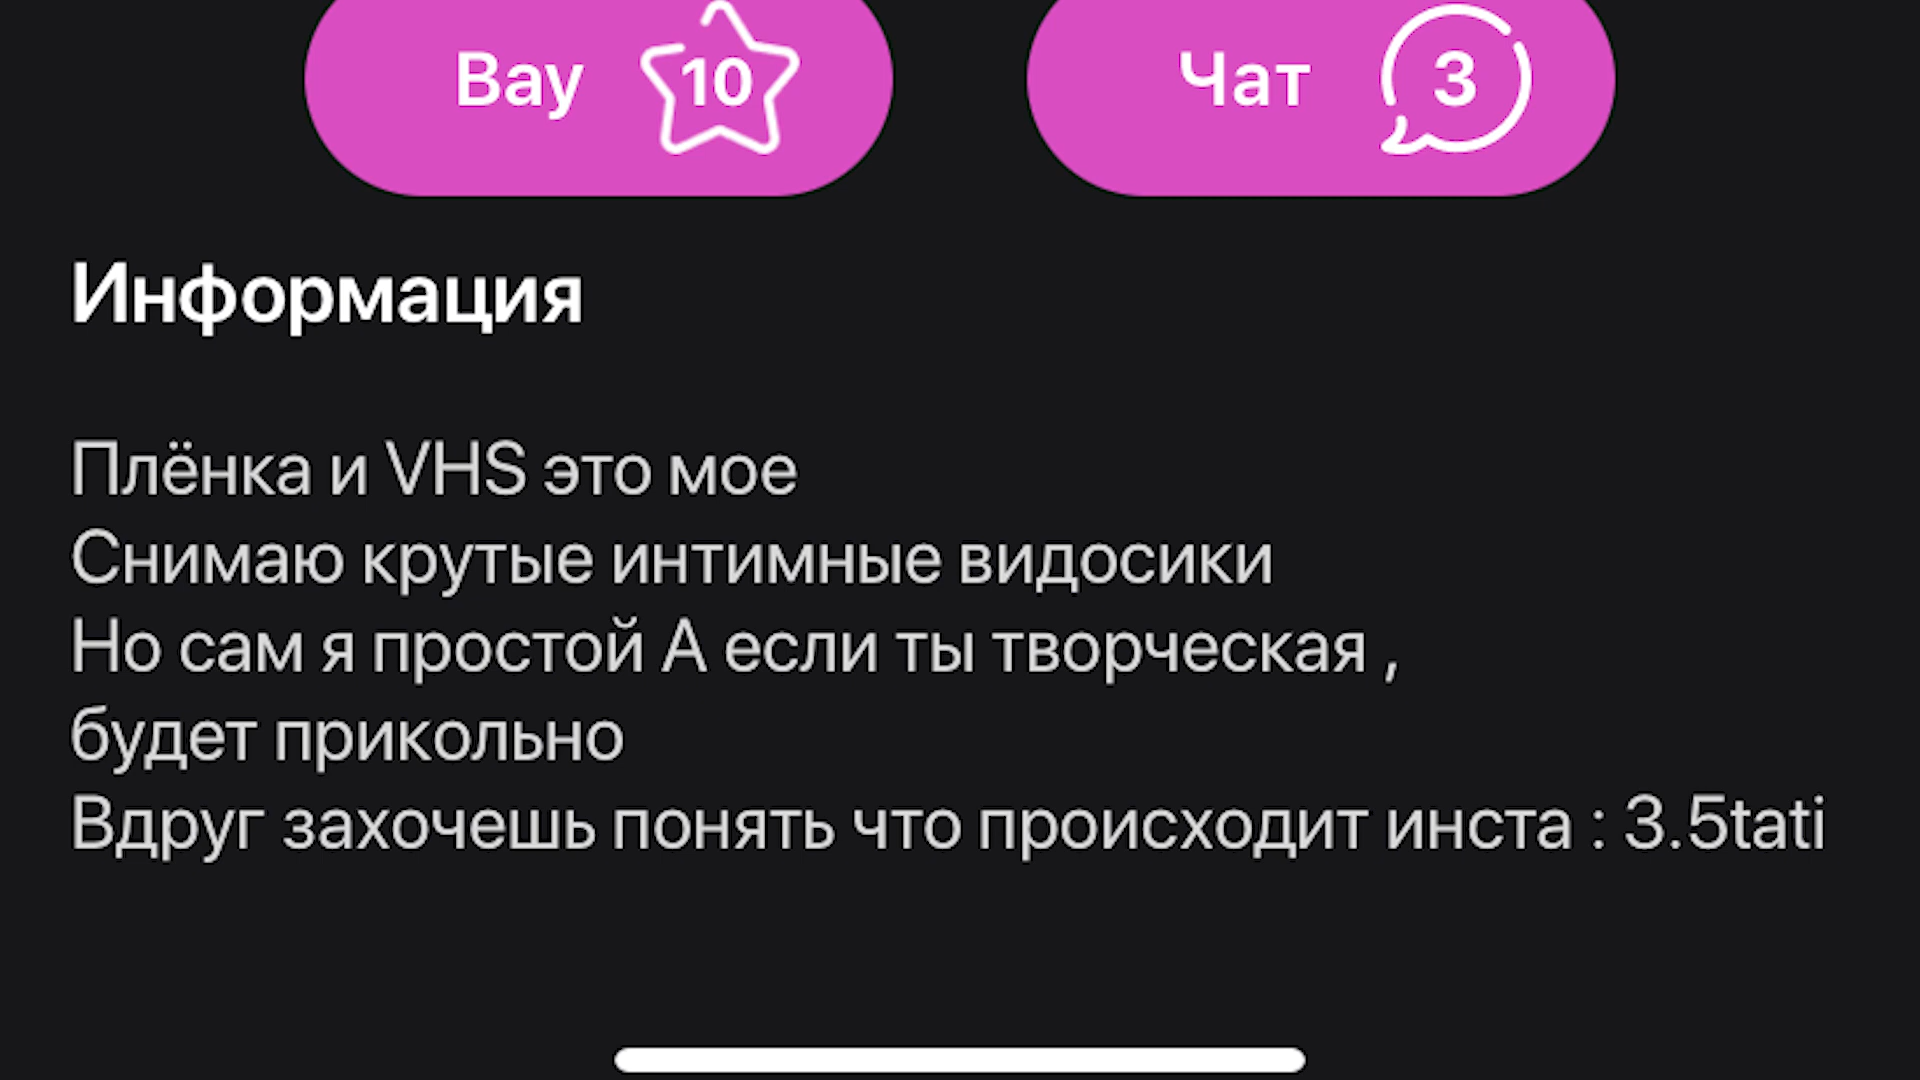 Вау 10 Чат 3
Информация
Плёнка и VHS это мое
Снимаю крутые интимные видосики
Но сам я простой А если ты творческая ,
будет прикольно
Вдруг захочешь понять что происходит инста : 3.5tati